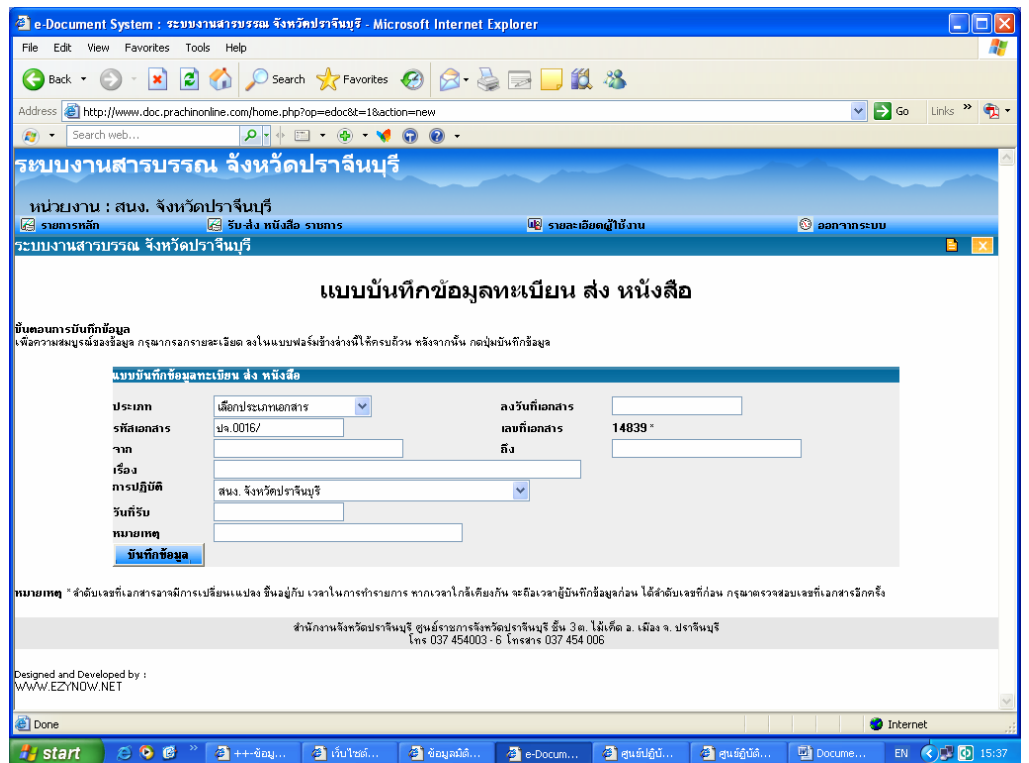 e-Document System : ระบบงานสารบรรณ จังหวัดปราจีนบุรี - Microsoft Internet Explorer
File Edit View Favorites Tools Help
Back Search Favorites
Address http://www.doc.prachinonline.com/home.php?op=edoc&t=1&action=new Go Links »
Search web...
ระบบงานสารบรรณ จังหวัดปราจีนบุรี
หน่วยงาน : สนง. จังหวัดปราจีนบุรี
รายการหลัก รับ-ส่ง หนังสือ ราชการ รายละเอียดผู้ใช้งาน ออกจากระบบ
ระบบงานสารบรรณ จังหวัดปราจีนบุรี
แบบบันทึกข้อมูลทะเบียน ส่ง หนังสือ
ขั้นตอนการบันทึกข้อมูล
เพื่อความสมบูรณ์ของข้อมูล กรุณากรอกรายละเอียด ลงในแบบฟอร์มข้างล่างนี้ให้ครบถ้วน หลังจากนั้น กดปุ่มบันทึกข้อมูล
แบบบันทึกข้อมูลทะเบียน ส่ง หนังสือ
ประเภท เลือกประเภทเอกสาร ลงวันที่เอกสาร
รหัสเอกสาร ปจ.0016/ เลขที่เอกสาร 14839 *
จาก ถึง
เรื่อง
การปฏิบัติ สนง. จังหวัดปราจีนบุรี
วันที่รับ
หมายเหตุ
บันทึกข้อมูล
หมายเหตุ * ลำดับเลขที่เอกสารอาจมีการเปลี่ยนแปลง ขึ้นอยู่กับ เวลาในการทำรายการ หากเวลาใกล้เคียงกัน จะถือเวลาผู้บันทึกข้อมูลก่อน ได้ลำดับเลขที่ก่อน กรุณาตรวจสอบเลขที่เอกสารอีกครั้ง
สำนักงานจังหวัดปราจีนบุรี ศูนย์ราชการจังหวัดปราจีนบุรี ชั้น 3 ต. ไม้เค็ด อ. เมือง จ. ปราจีนบุรี
โทร 037 454003 - 6 โทรสาร 037 454 006
Designed and Developed by :
WWW.EZYNOW.NET
Done Internet
start » ++-ข้อมู... เว็บไซต์... ข้อมูลมิติ... e-Docum... ศูนย์ปฏิบั... ศูนย์ปฏิบัติ... Docume... EN 15:37